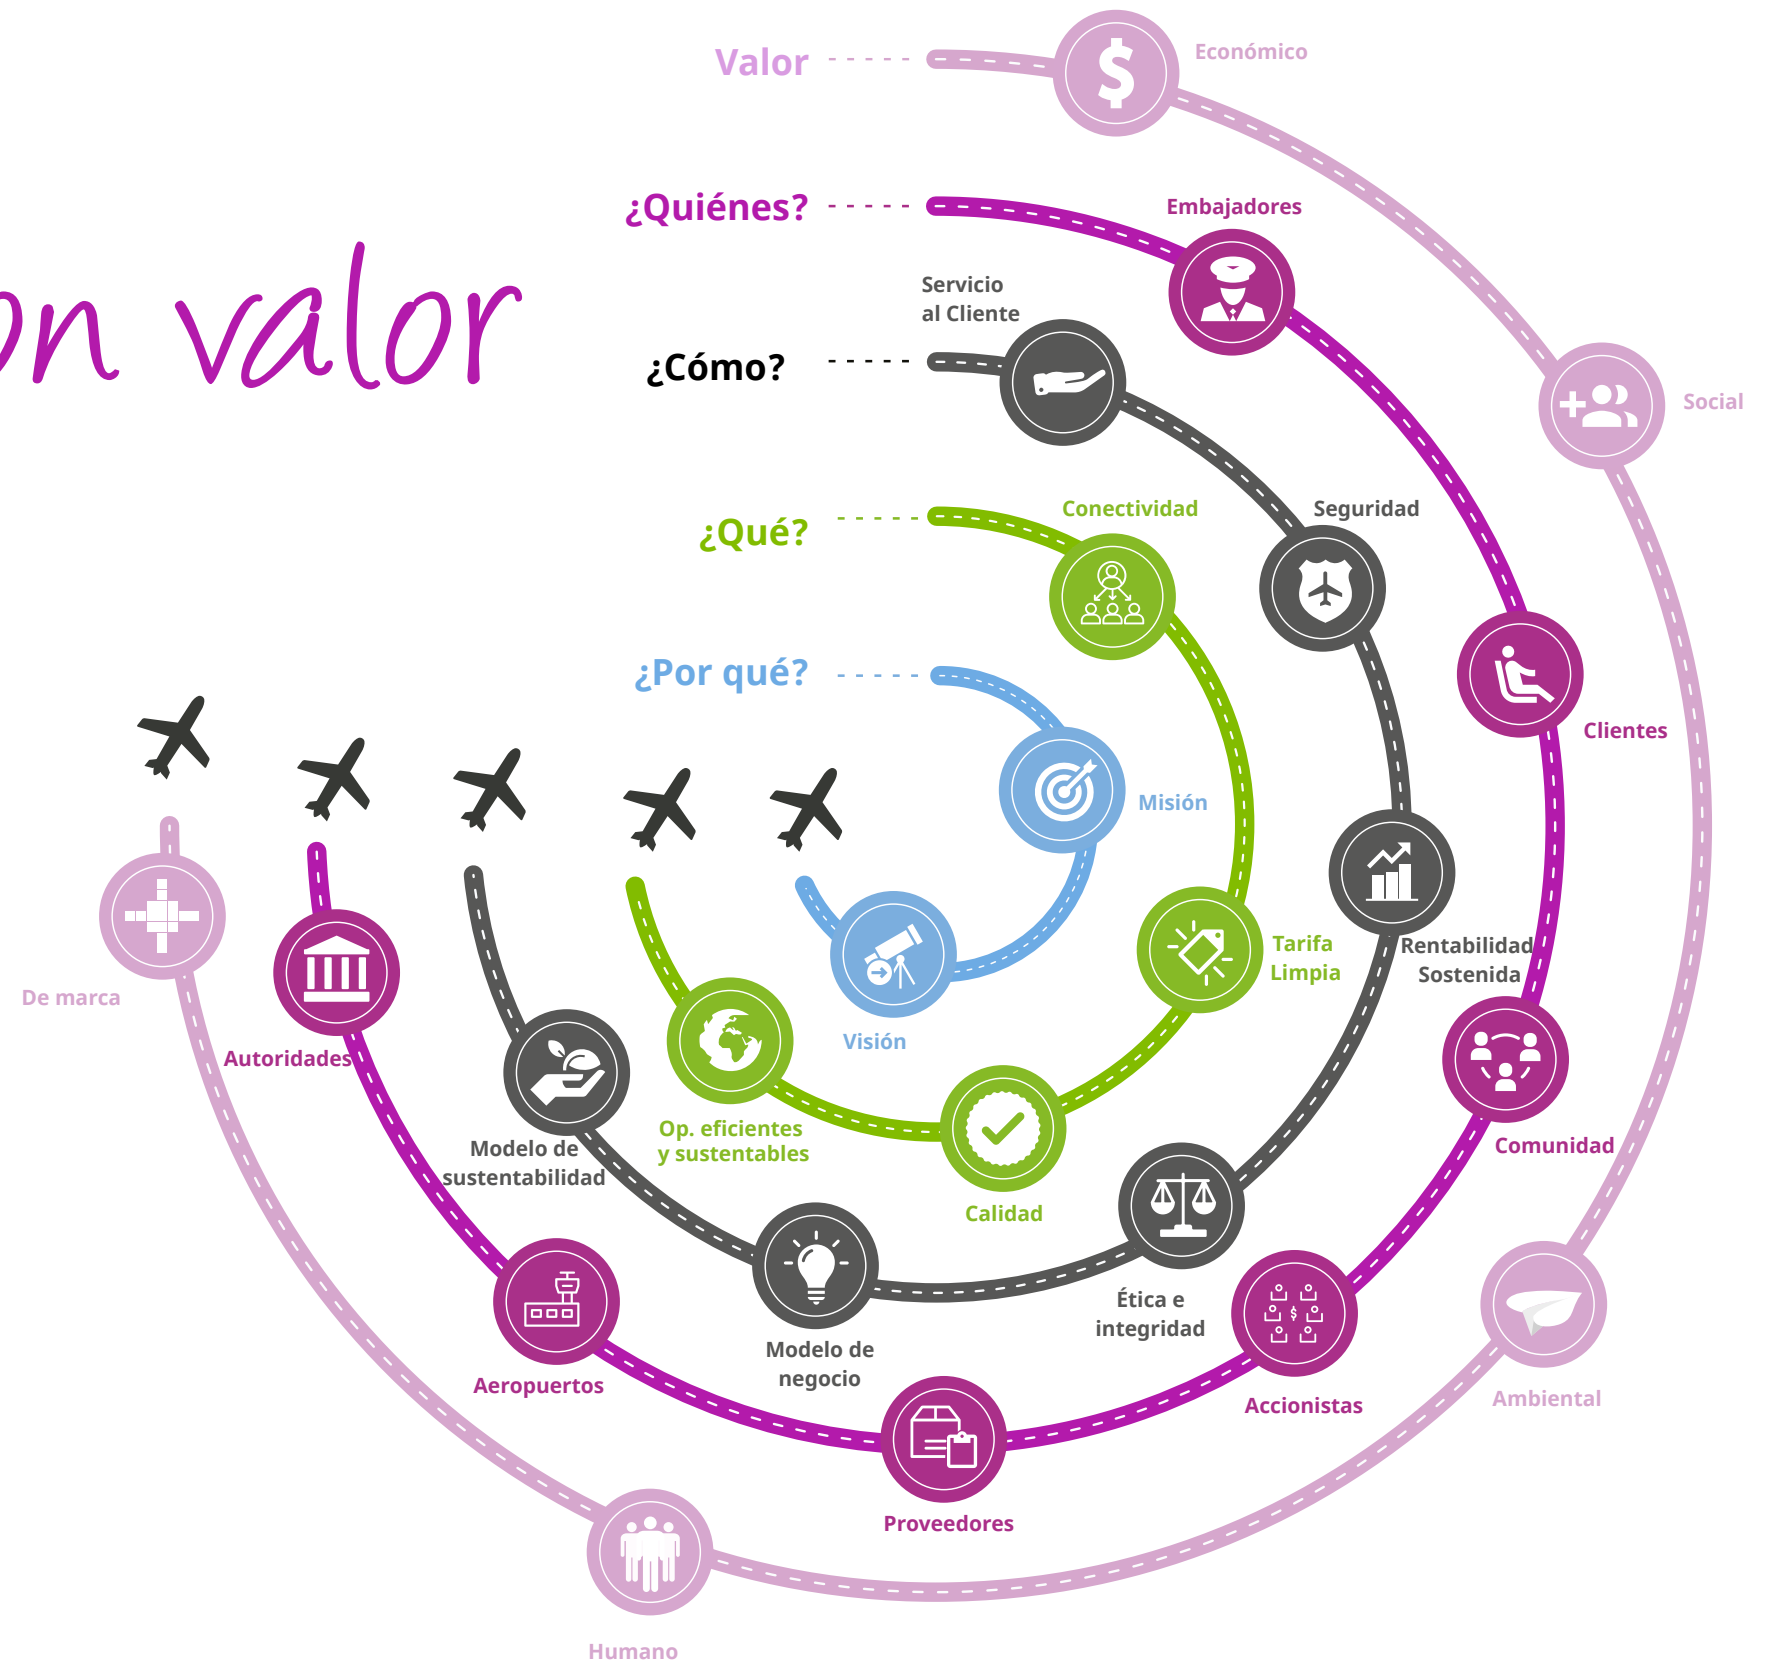 Valor
Económico
¿Quiénes?
Embajadores
on valor
Servicio
al Cliente
¿Cómo?
Social
¿Qué?
Conectividad
Seguridad
¿Por qué?
Clientes
Misión
Tarifa
Limpia
Rentabilidad
Sostenida
De marca
Visión
Autoridades
Op. eficientes
y sustentables
Modelo de
sustentabilidad
Comunidad
Calidad
Ética e
integridad
Modelo de
negocio
Aeropuertos
Accionistas
Ambiental
Proveedores
Humano